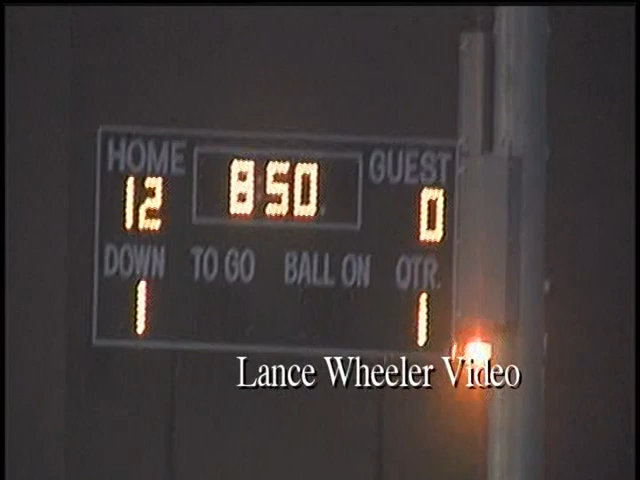 HOME 850 GUEST
12 0
DOWN TO GO BALL ON QTR.
1 1
Lance Wheeler Video